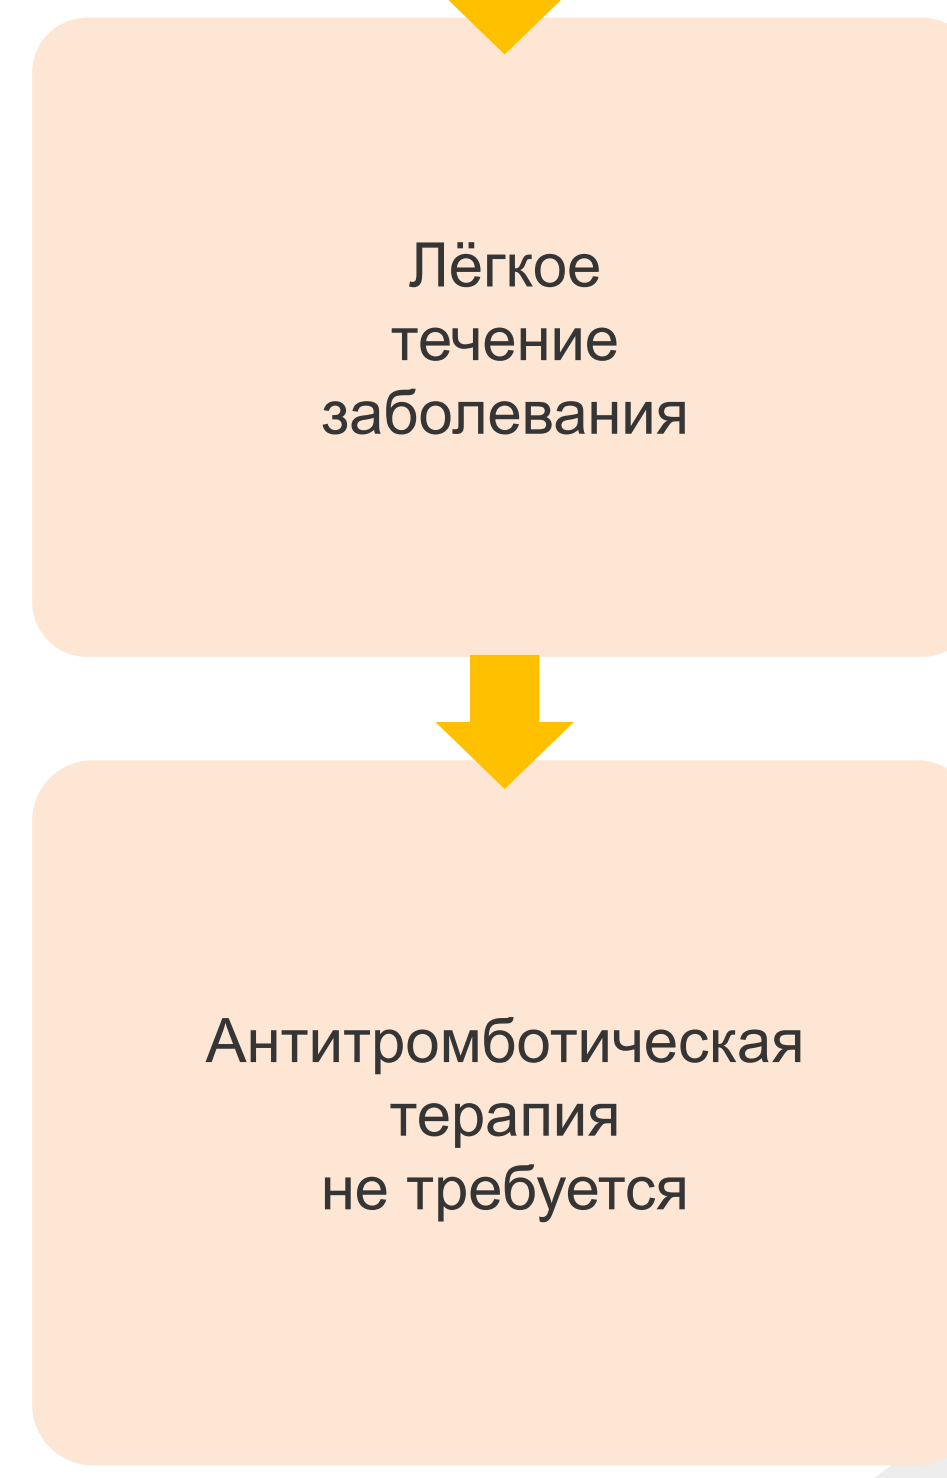 Лёгкое
течение
заболевания
Антитромботическая
терапия
не требуется